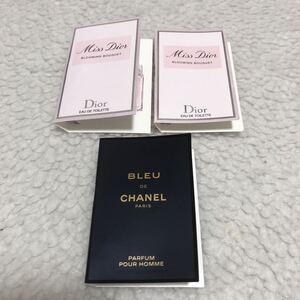 Miss Dior
BLOOMING BOUQUET
Dior
EAU DE TOILETTE
Miss Dior
BLOOMING BOUQUET
Dior
EAU DE TOILETTE
BLEU
DE
CHANEL
PARIS
PARFUM
POUR HOMME